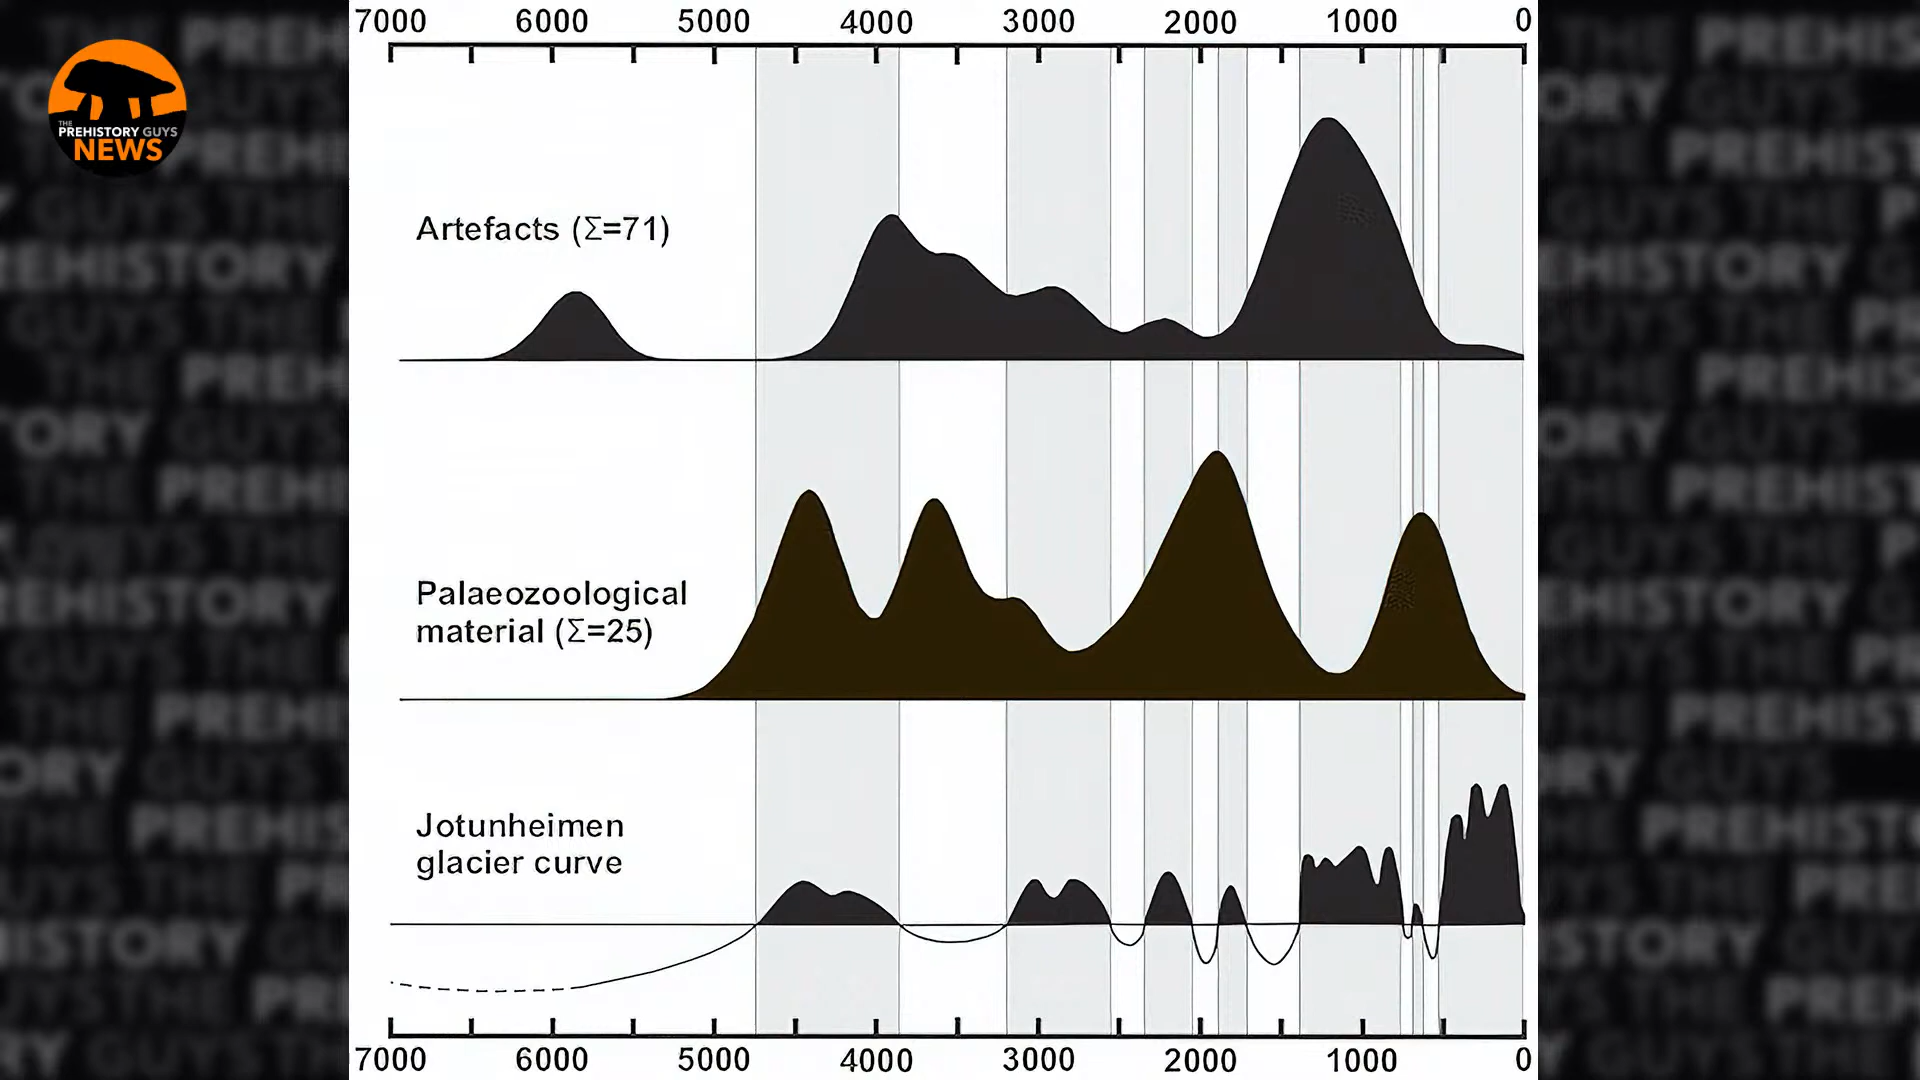 7000 6000 5000 4000 3000 2000 1000 0
THE
PREHISTORY GUYS
NEWS
Artefacts (Σ=71)
Palaeozoological
material (Σ=25)
Jotunheimen
glacier curve
7000 6000 5000 4000 3000 2000 1000 0